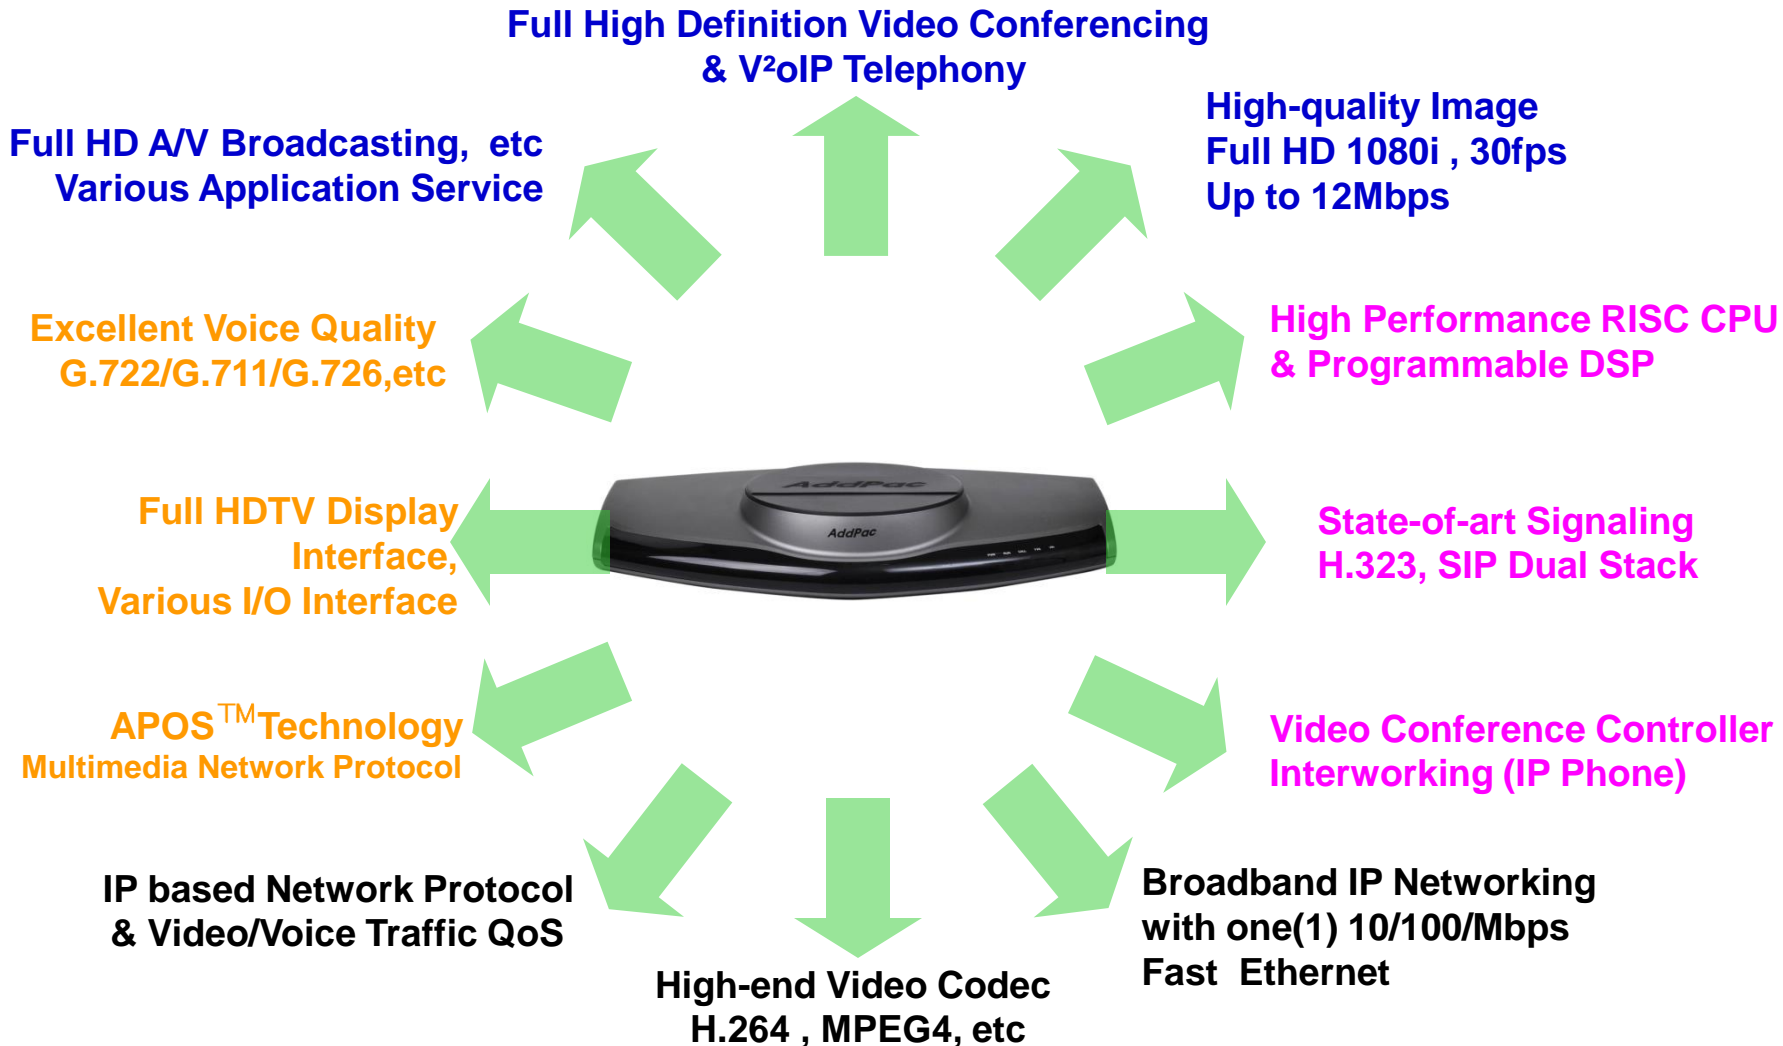 Full High Definition Video Conferencing
& V²oIP Telephony
High-quality Image
Full HD 1080i , 30fps
Up to 12Mbps
Full HD A/V Broadcasting,  etc
Various Application Service
Excellent Voice Quality
G.722/G.711/G.726,etc
High Performance RISC CPU
& Programmable DSP
AddPac
AddPac
Full HDTV Display
Interface,
Various I/O Interface
State-of-art Signaling
H.323, SIP Dual Stack
APOS™Technology
Multimedia Network Protocol
Video Conference Controller
Interworking (IP Phone)
IP based Network Protocol
& Video/Voice Traffic QoS
Broadband IP Networking
with one(1) 10/100/Mbps
Fast  Ethernet
High-end Video Codec
H.264 , MPEG4, etc